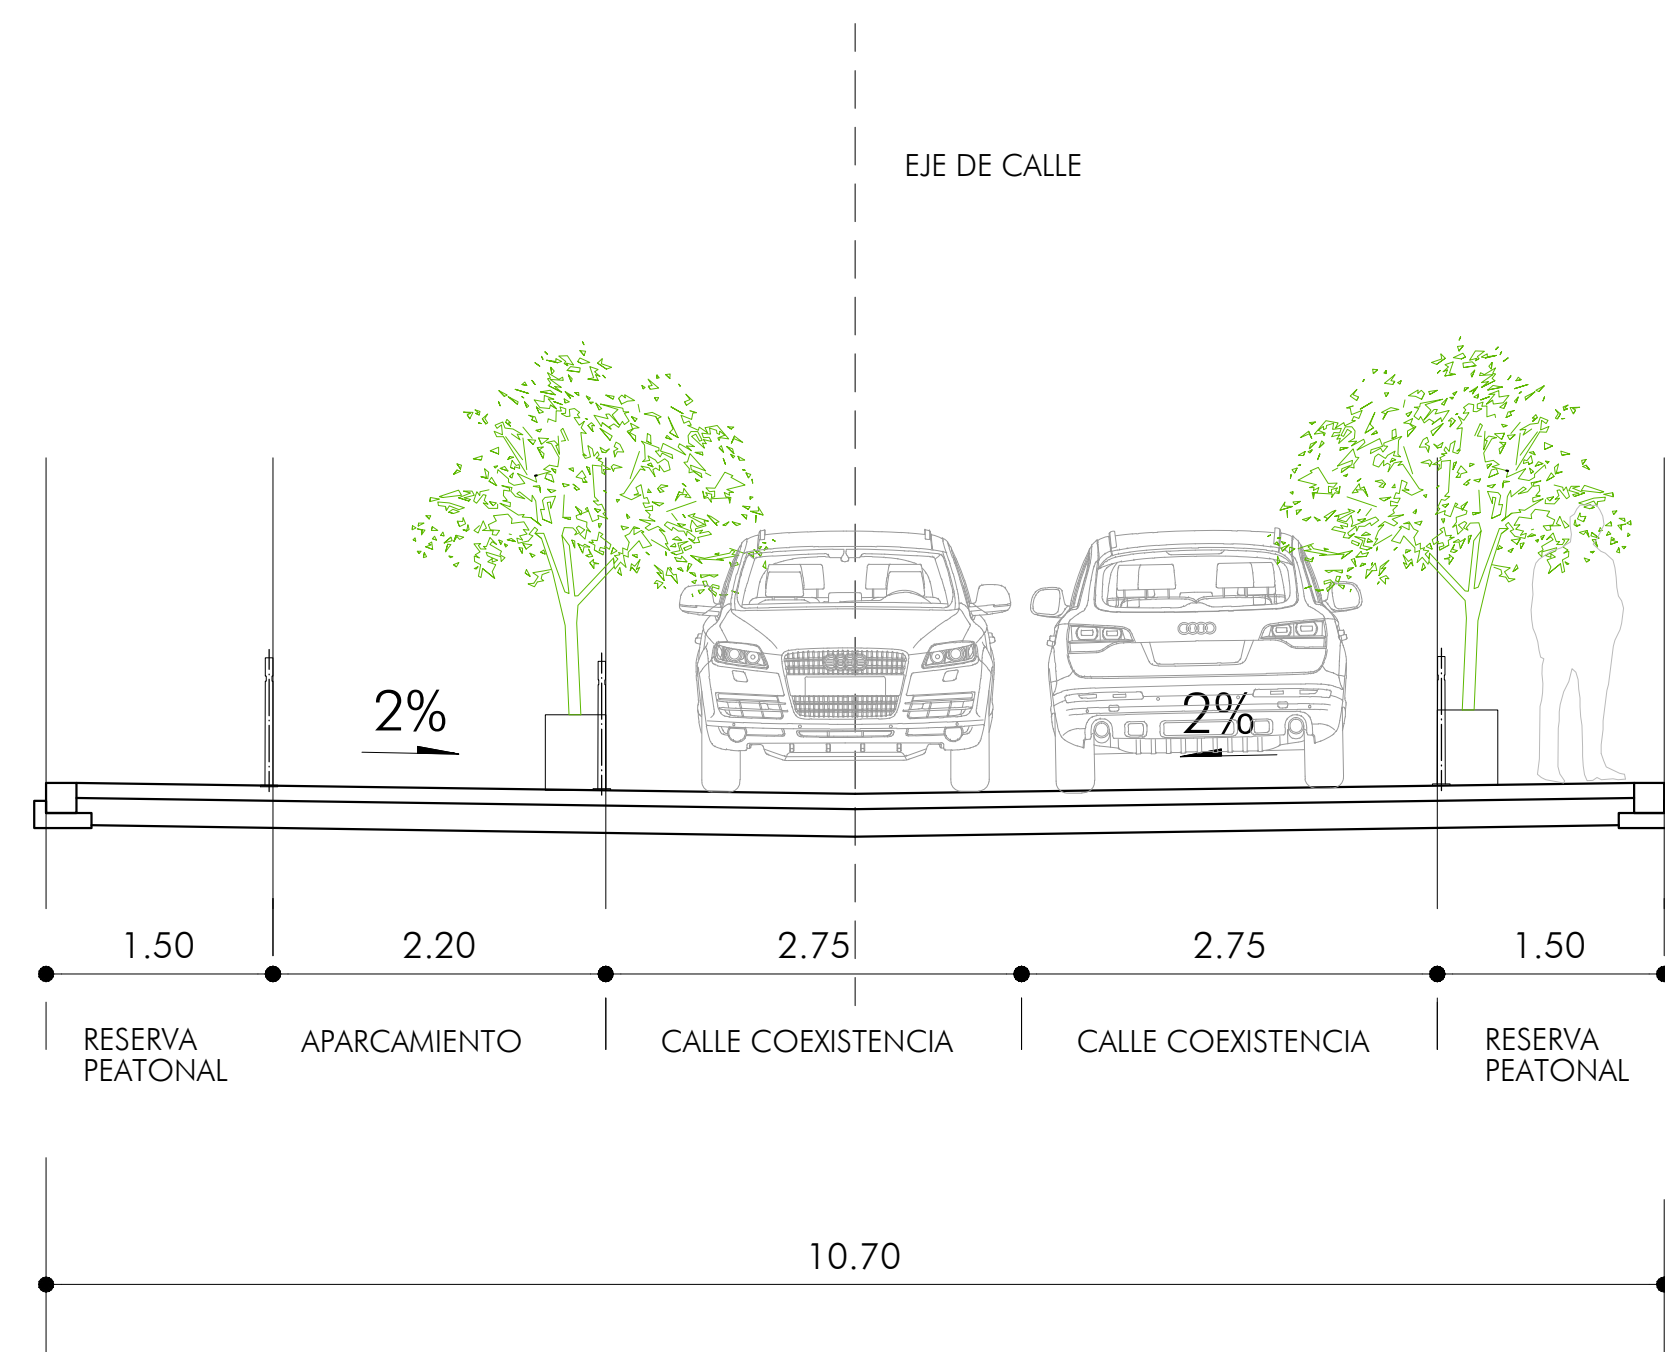 EJE DE CALLE
2%
2%
1.50
2.20
2.75
2.75
1.50
RESERVA
PEATONAL
APARCAMIENTO
CALLE COEXISTENCIA
CALLE COEXISTENCIA
RESERVA
PEATONAL
10.70